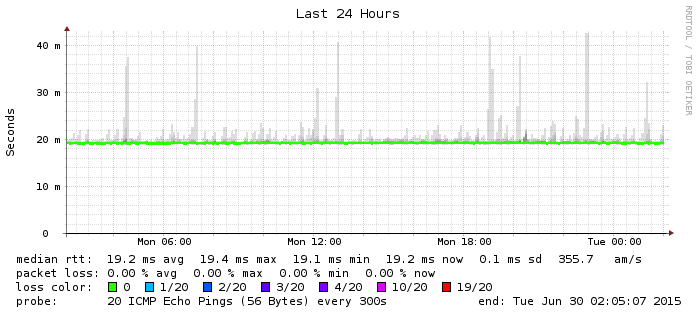 Last 24 Hours
RRDTOOL / TOBI OETIKER
Seconds
40 m
30 m
20 m
10 m
0
Mon 06:00 Mon 12:00 Mon 18:00 Tue 00:00
median rtt: 19.2 ms avg 19.4 ms max 19.1 ms min 19.2 ms now 0.1 ms sd 355.7 am/s
packet loss: 0.00 % avg 0.00 % max 0.00 % min 0.00 % now
loss color: 0 1/20 2/20 3/20 4/20 10/20 19/20
probe: 20 ICMP Echo Pings (56 Bytes) every 300s end: Tue Jun 30 02:05:07 2015